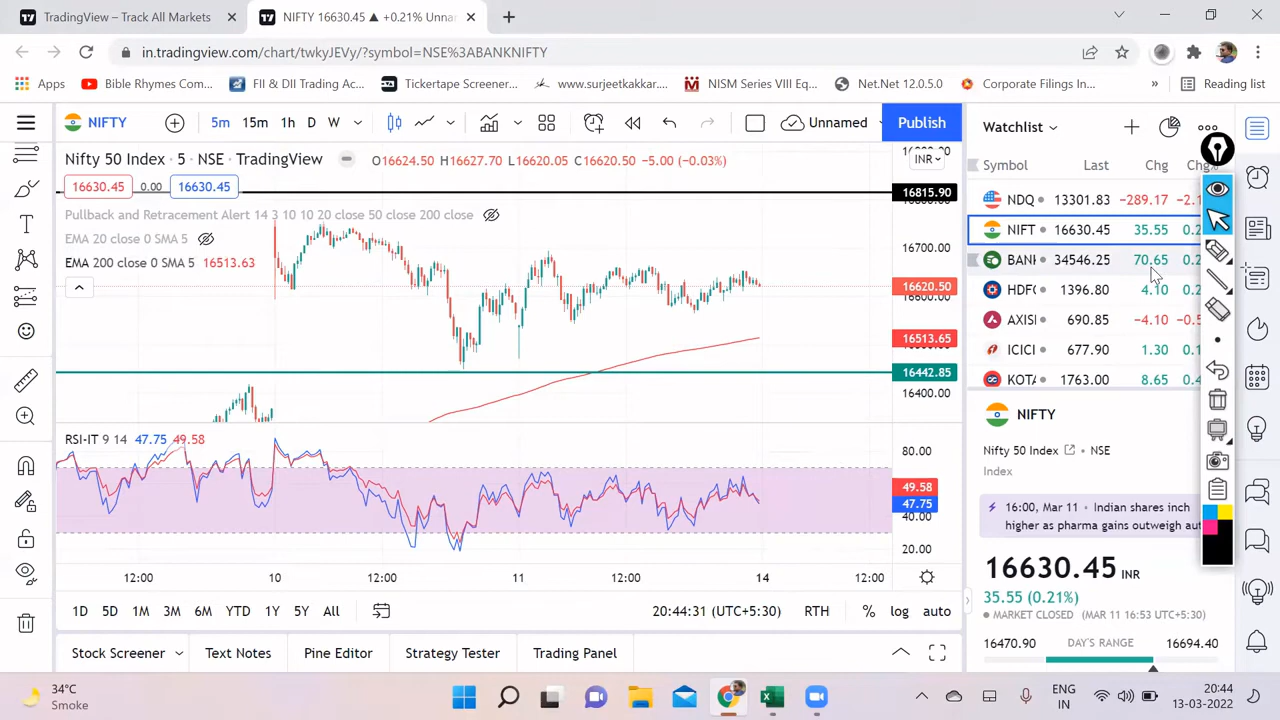 TradingView – Track All Markets
NIFTY 16630.45 ▲ +0.21% Unnar
in.tradingview.com/chart/twkyJEVy/?symbol=NSE%3ABANKNIFTY
Apps
Bible Rhymes Com...
FII & DII Trading Ac...
Tickertape Screener...
www.surjeetkakkar....
NISM Series VIII Eq...
Net.Net 12.0.5.0
Corporate Filings In...
»
Reading list
NIFTY
5m 15m 1h D W
Unnamed
Publish
Watchlist
Nifty 50 Index • 5 • NSE • TradingView
O16624.50 H16627.70 L16620.05 C16620.50 -5.00 (-0.03%)
INR
16630.45 0.00 16630.45
Pullback and Retracement Alert 14 3 10 10 20 close 50 close 200 close
EMA 20 close 0 SMA 5
EMA 200 close 0 SMA 5 16513.63
16815.90
16700.00
16620.50
16600.00
16513.65
16442.85
16400.00
RSI-IT 9 14 47.75 49.58
80.00
49.58
47.75
40.00
20.00
12:00 10 12:00 11 12:00 14 12:00
1D 5D 1M 3M 6M YTD 1Y 5Y All
20:44:31 (UTC+5:30) RTH % log auto
Stock Screener Text Notes Pine Editor Strategy Tester Trading Panel
Symbol Last Chg
NDQ 13301.83 −289.17
NIFT 16630.45 35.55
BANK 34546.25 70.65
HDFC 1396.80 4.10
AXISI 690.85 −4.10
ICICI 677.90 1.30
KOTA 1763.00 8.65
NIFTY
Nifty 50 Index • NSE
Index
16:00, Mar 11 • Indian shares inch
higher as pharma gains outweigh aut
16630.45 INR
35.55 (0.21%)
MARKET CLOSED (MAR 11 16:53 UTC+5:30)
16470.90 DAY'S RANGE 16694.40
34°C
Smoke
ENG
IN
20:44
13-03-2022